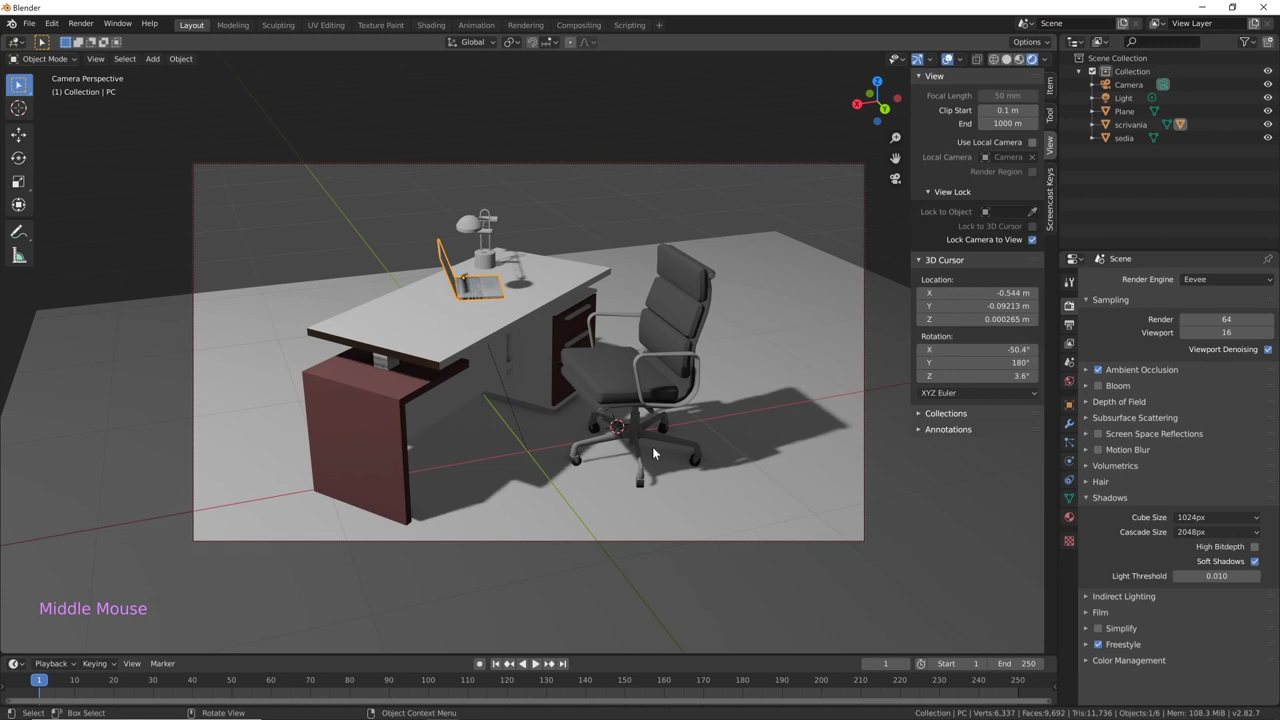 Blender
File Edit Render Window Help Layout Modeling Sculpting UV Editing Texture Paint Shading Animation Rendering Compositing Scripting + Scene View Layer
Global Options
Object Mode View Select Add Object
Camera Perspective
(1) Collection | PC
X
Y
Z
View
Focal Length 50 mm
Clip Start 0.1 m
End 1000 m
Use Local Camera
Local Camera Camera
Render Region
View Lock
Lock to Object
Lock to 3D Cursor
Lock Camera to View
3D Cursor
Location:
X -0.544 m
Y -0.09213 m
Z 0.000265 m
Rotation:
X -50.4°
Y 180°
Z 3.6°
XYZ Euler
Collections
Annotations
Item
Tool
View
Screencast Keys
Scene Collection
Collection
Camera
Light
Plane
scrivania
sedia
Scene
Render Engine Eevee
Sampling
Render 64
Viewport 16
Viewport Denoising
Ambient Occlusion
Bloom
Depth of Field
Subsurface Scattering
Screen Space Reflections
Motion Blur
Volumetrics
Hair
Shadows
Cube Size 1024px
Cascade Size 2048px
High Bitdepth
Soft Shadows
Light Threshold 0.010
Indirect Lighting
Film
Simplify
Freestyle
Color Management
Middle Mouse
Playback Keying View Marker 1 Start 1 End 250
1 10 20 30 40 50 60 70 80 90 100 110 120 130 140 150 160 170 180 190 200 210 220 230 240 250
Select Box Select Rotate View Object Context Menu Collection | PC | Verts:6,337 | Faces:9,692 | Tris:11,736 | Objects:1/6 | Mem: 108.3 MiB | v2.82.7